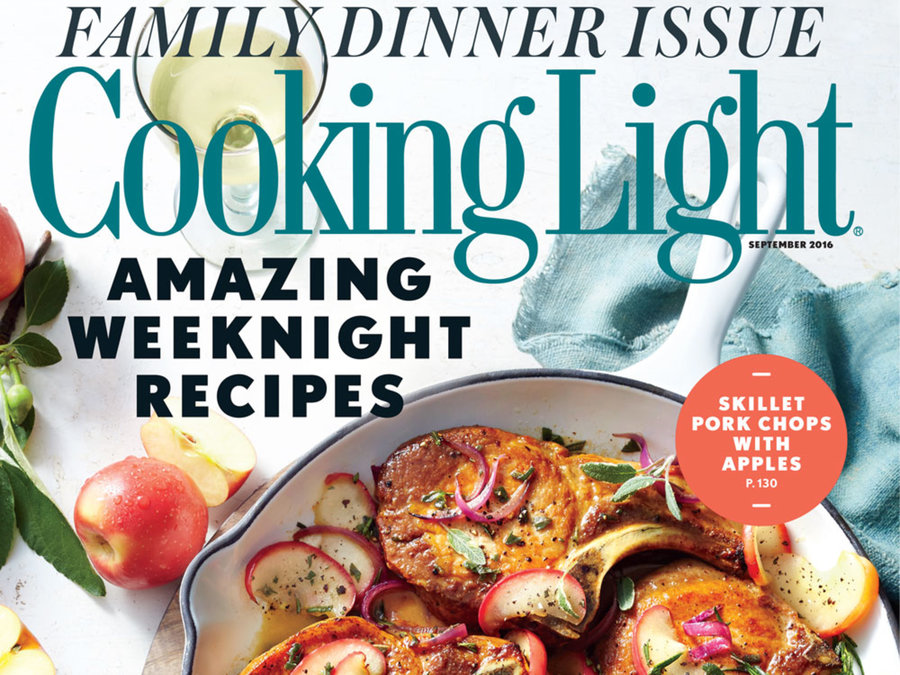 FAMILY DINNER ISSUE
Cooking Light®
SEPTEMBER 2016
AMAZING
WEEKNIGHT
RECIPES
SKILLET
PORK CHOPS
WITH
APPLES
P. 130